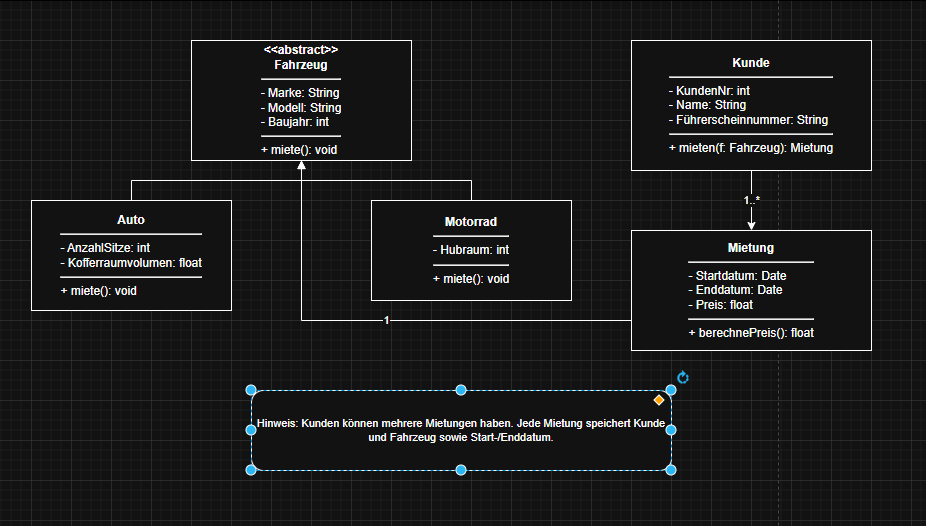 <<abstract>>
Fahrzeug
- Marke: String
- Modell: String
- Baujahr: int
+ miete(): void
Kunde
- KundenNr: int
- Name: String
- Führerscheinnummer: String
+ mieten(f: Fahrzeug): Mietung
1..*
Auto
- AnzahlSitze: int
- Kofferraumvolumen: float
+ miete(): void
Motorrad
- Hubraum: int
+ miete(): void
Mietung
- Startdatum: Date
- Enddatum: Date
- Preis: float
+ berechnePreis(): float
1
Hinweis: Kunden können mehrere Mietungen haben. Jede Mietung speichert Kunde
und Fahrzeug sowie Start-/Enddatum.